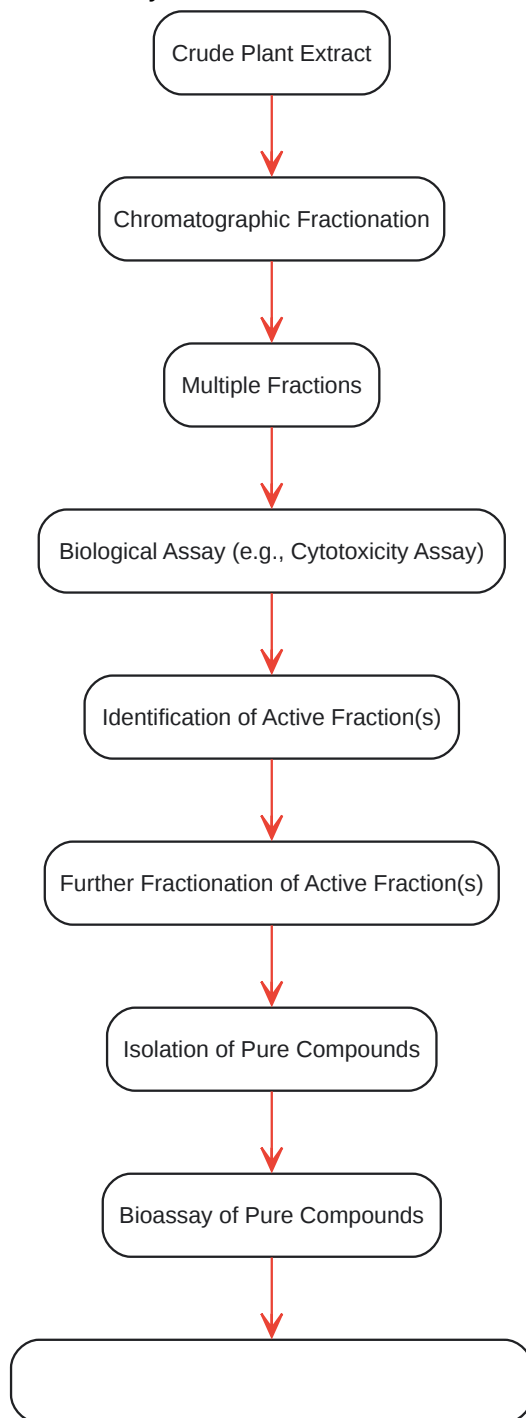 Crude Plant Extract
Chromatographic Fractionation
Multiple Fractions
Biological Assay (e.g., Cytotoxicity Assay)
Identification of Active Fraction(s)
Further Fractionation of Active Fraction(s)
Isolation of Pure Compounds
Bioassay of Pure Compounds